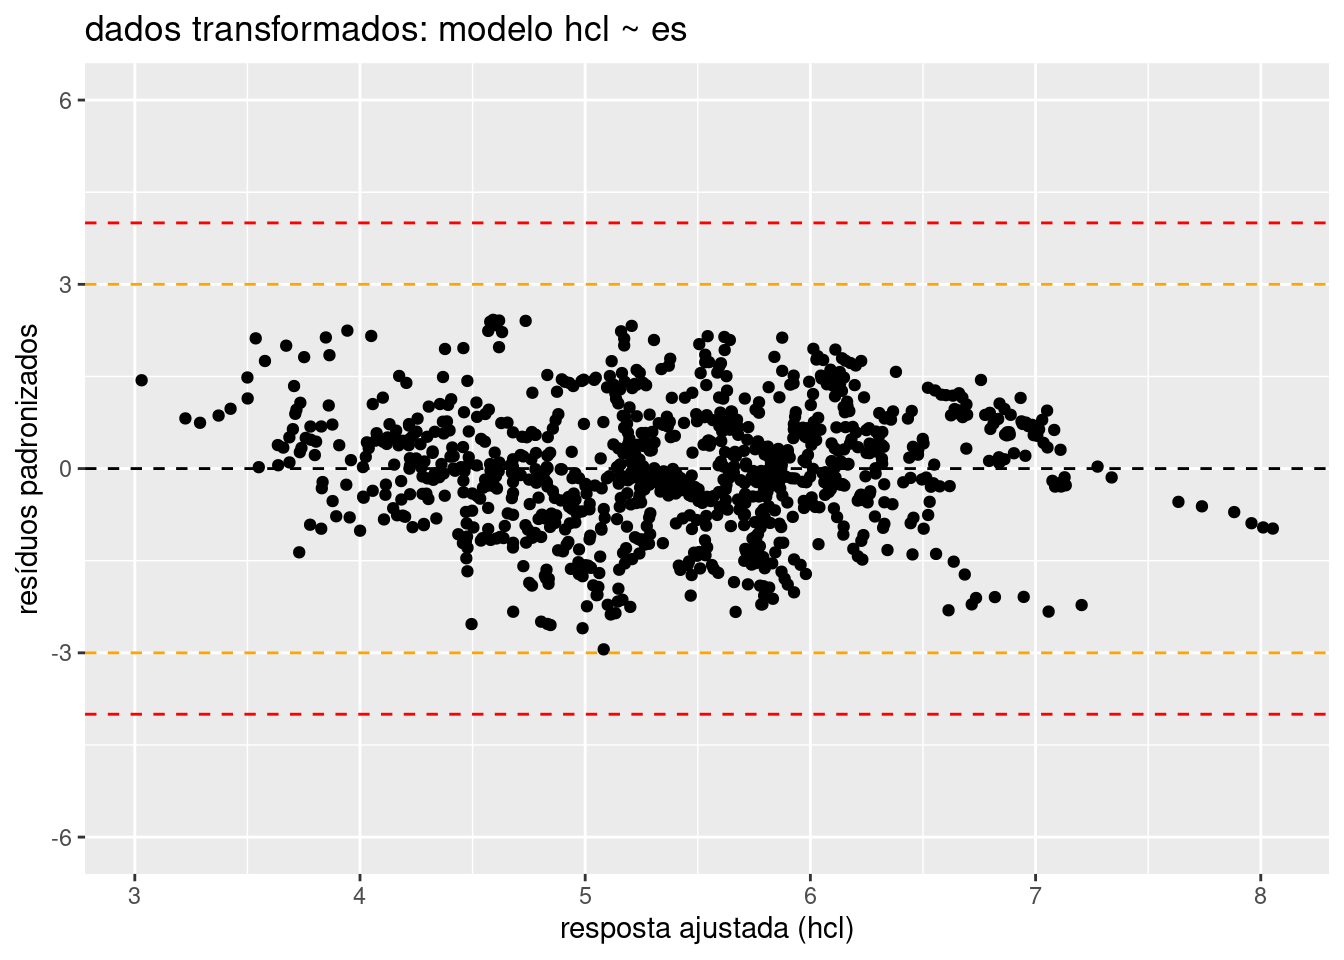 dados transformados: modelo hcl ~ es
6
3
0
-3
-6
resíduos padronizados
3 4 5 6 7 8
resposta ajustada (hcl)